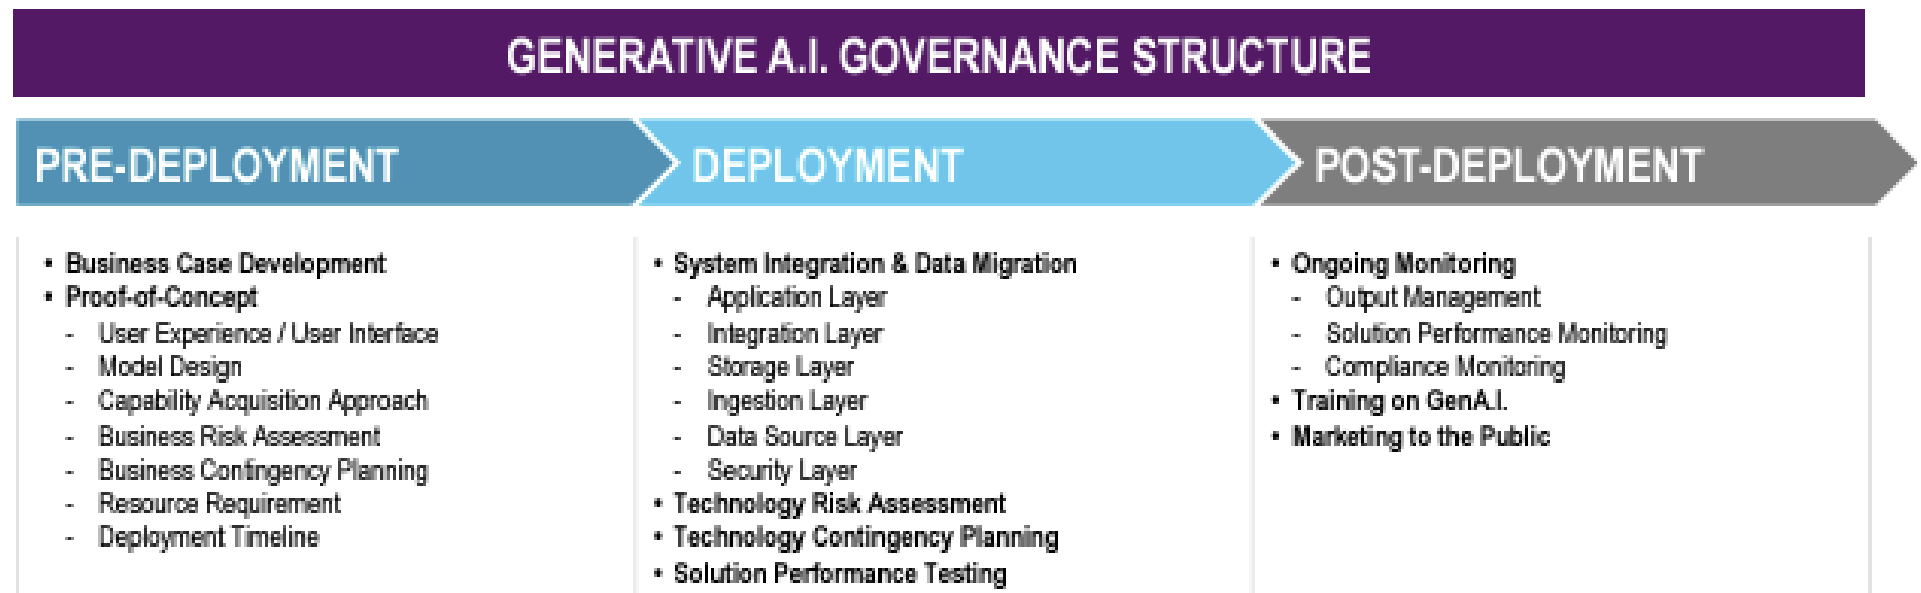 GENERATIVE A.I. GOVERNANCE STRUCTURE
PRE-DEPLOYMENT
• Business Case Development
• Proof-of-Concept
- User Experience / User Interface
- Model Design
- Capability Acquisition Approach
- Business Risk Assessment
- Business Contingency Planning
- Resource Requirement
- Deployment Timeline
DEPLOYMENT
• System Integration & Data Migration
- Application Layer
- Integration Layer
- Storage Layer
- Ingestion Layer
- Data Source Layer
- Security Layer
• Technology Risk Assessment
• Technology Contingency Planning
• Solution Performance Testing
POST-DEPLOYMENT
• Ongoing Monitoring
- Output Management
- Solution Performance Monitoring
- Compliance Monitoring
• Training on GenA.I.
• Marketing to the Public